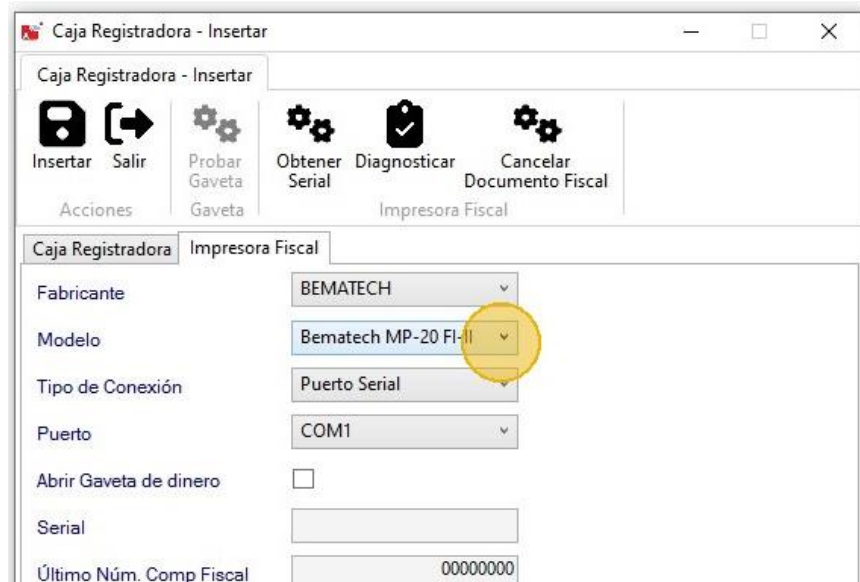 Caja Registradora - Insertar
Caja Registradora - Insertar
Insertar Salir Probar Gaveta Obtener Serial Diagnosticar Cancelar Documento Fiscal
Acciones Gaveta Impresora Fiscal
Caja Registradora Impresora Fiscal
Fabricante BEMATECH
Modelo Bematech MP-20 FI-II
Tipo de Conexión Puerto Serial
Puerto COM1
Abrir Gaveta de dinero
Serial
Último Núm. Comp Fiscal 00000000